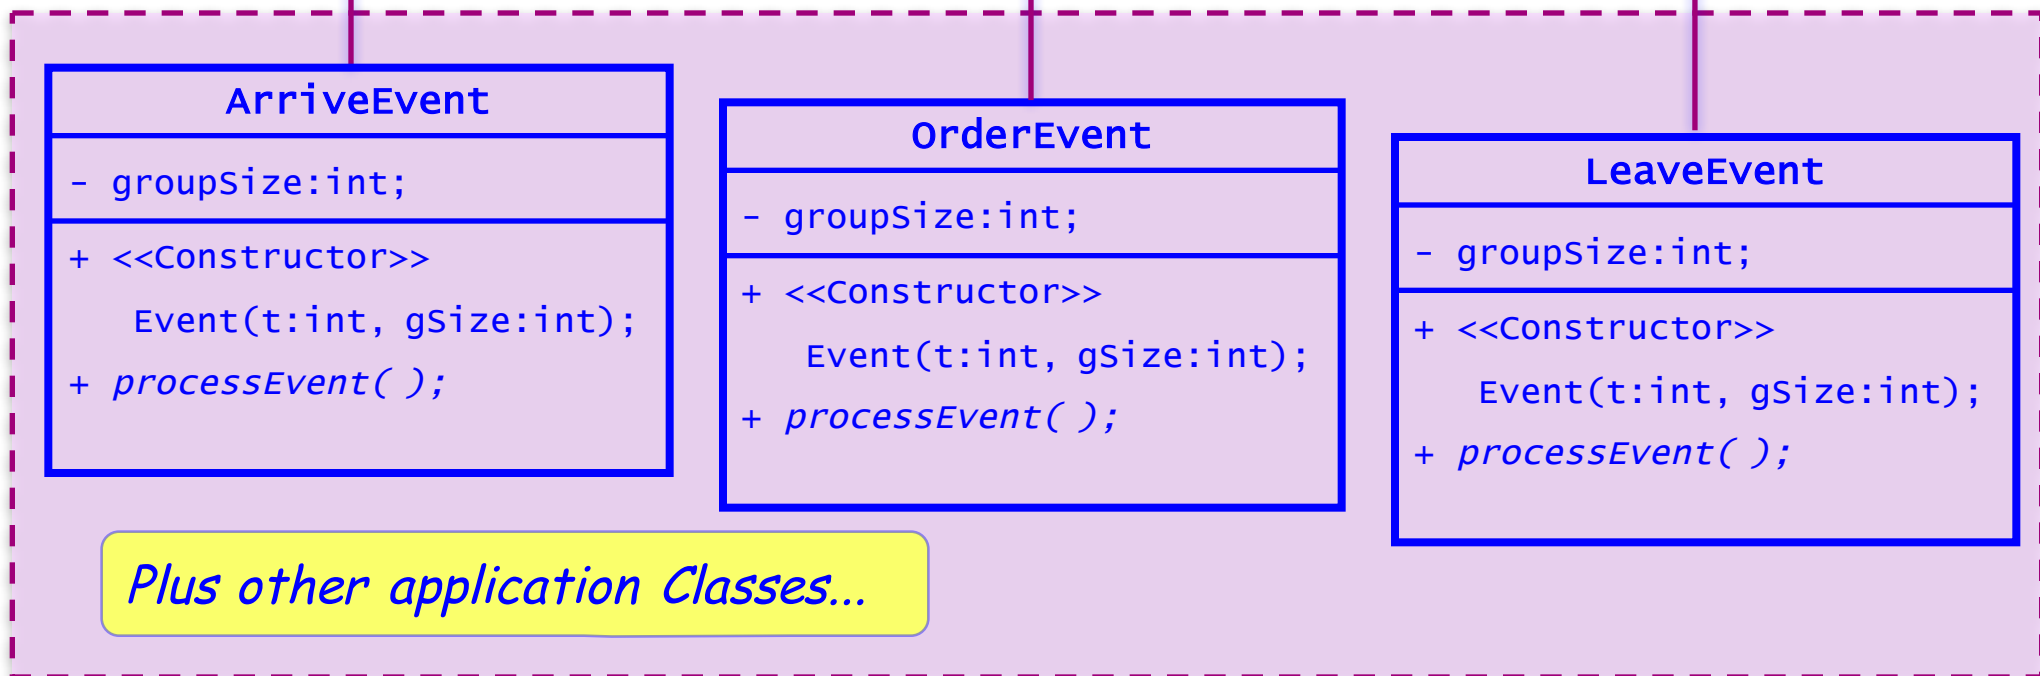 ArriveEvent
- groupSize:int;
+ <<Constructor>>
Event(t:int, gSize:int);
+ processEvent( );
OrderEvent
- groupSize:int;
+ <<Constructor>>
Event(t:int, gSize:int);
+ processEvent( );
LeaveEvent
- groupSize:int;
+ <<Constructor>>
Event(t:int, gSize:int);
+ processEvent( );
Plus other application Classes...